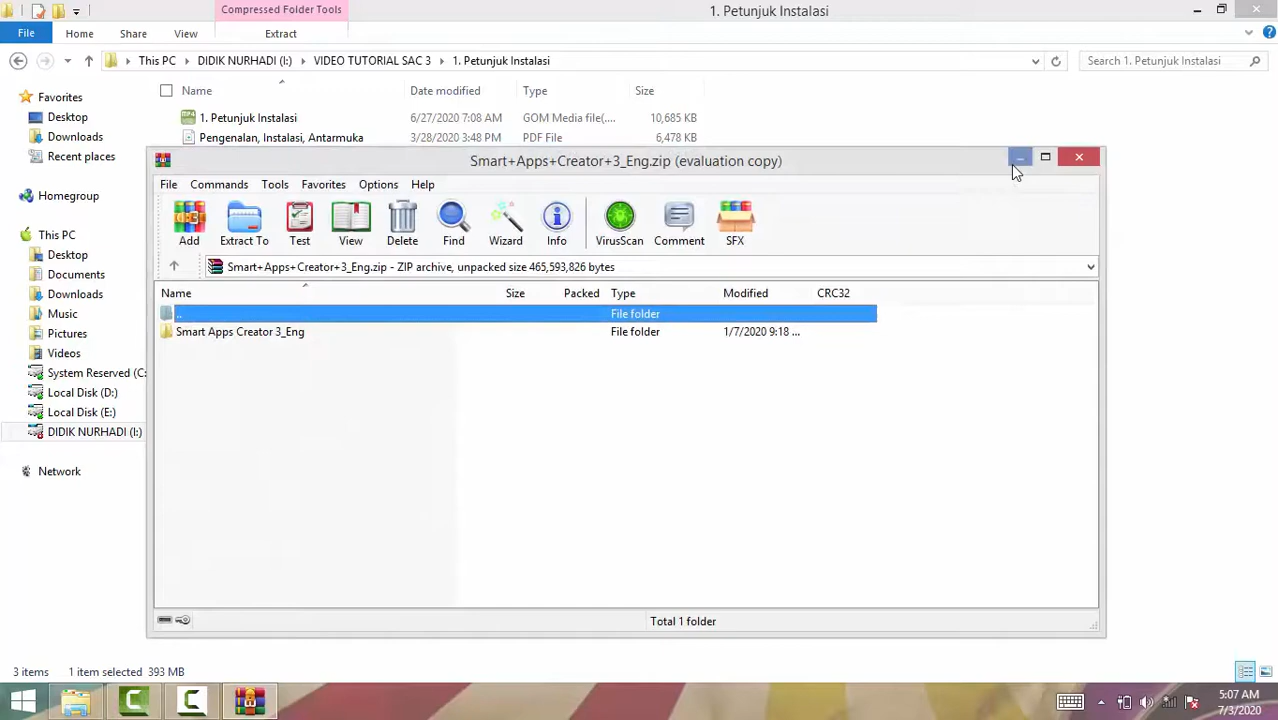 Compressed Folder Tools
1. Petunjuk Instalasi
File Home Share View Extract
This PC DIDIK NURHADI (I:) VIDEO TUTORIAL SAC 3 1. Petunjuk Instalasi
Search 1. Petunjuk Instalasi
Favorites
Desktop
Downloads
Recent places
Homegroup
This PC
Desktop
Documents
Downloads
Music
Pictures
Videos
System Reserved (C:
Local Disk (D:)
Local Disk (E:)
DIDIK NURHADI (I:)
Network
Name Date modified Type Size
1. Petunjuk Instalasi 6/27/2020 7:08 AM GOM Media file(.... 10,685 KB
Pengenalan, Instalasi, Antarmuka 3/28/2020 3:48 PM PDF File 6,478 KB
Smart+Apps+Creator+3_Eng.zip (evaluation copy)
File Commands Tools Favorites Options Help
Add Extract To Test View Delete Find Wizard Info VirusScan Comment SFX
Smart+Apps+Creator+3_Eng.zip - ZIP archive, unpacked size 465,593,826 bytes
Name Size Packed Type Modified CRC32
.. File folder
Smart Apps Creator 3_Eng File folder 1/7/2020 9:18 ...
Total 1 folder
3 items 1 item selected 393 MB
5:07 AM
7/3/2020